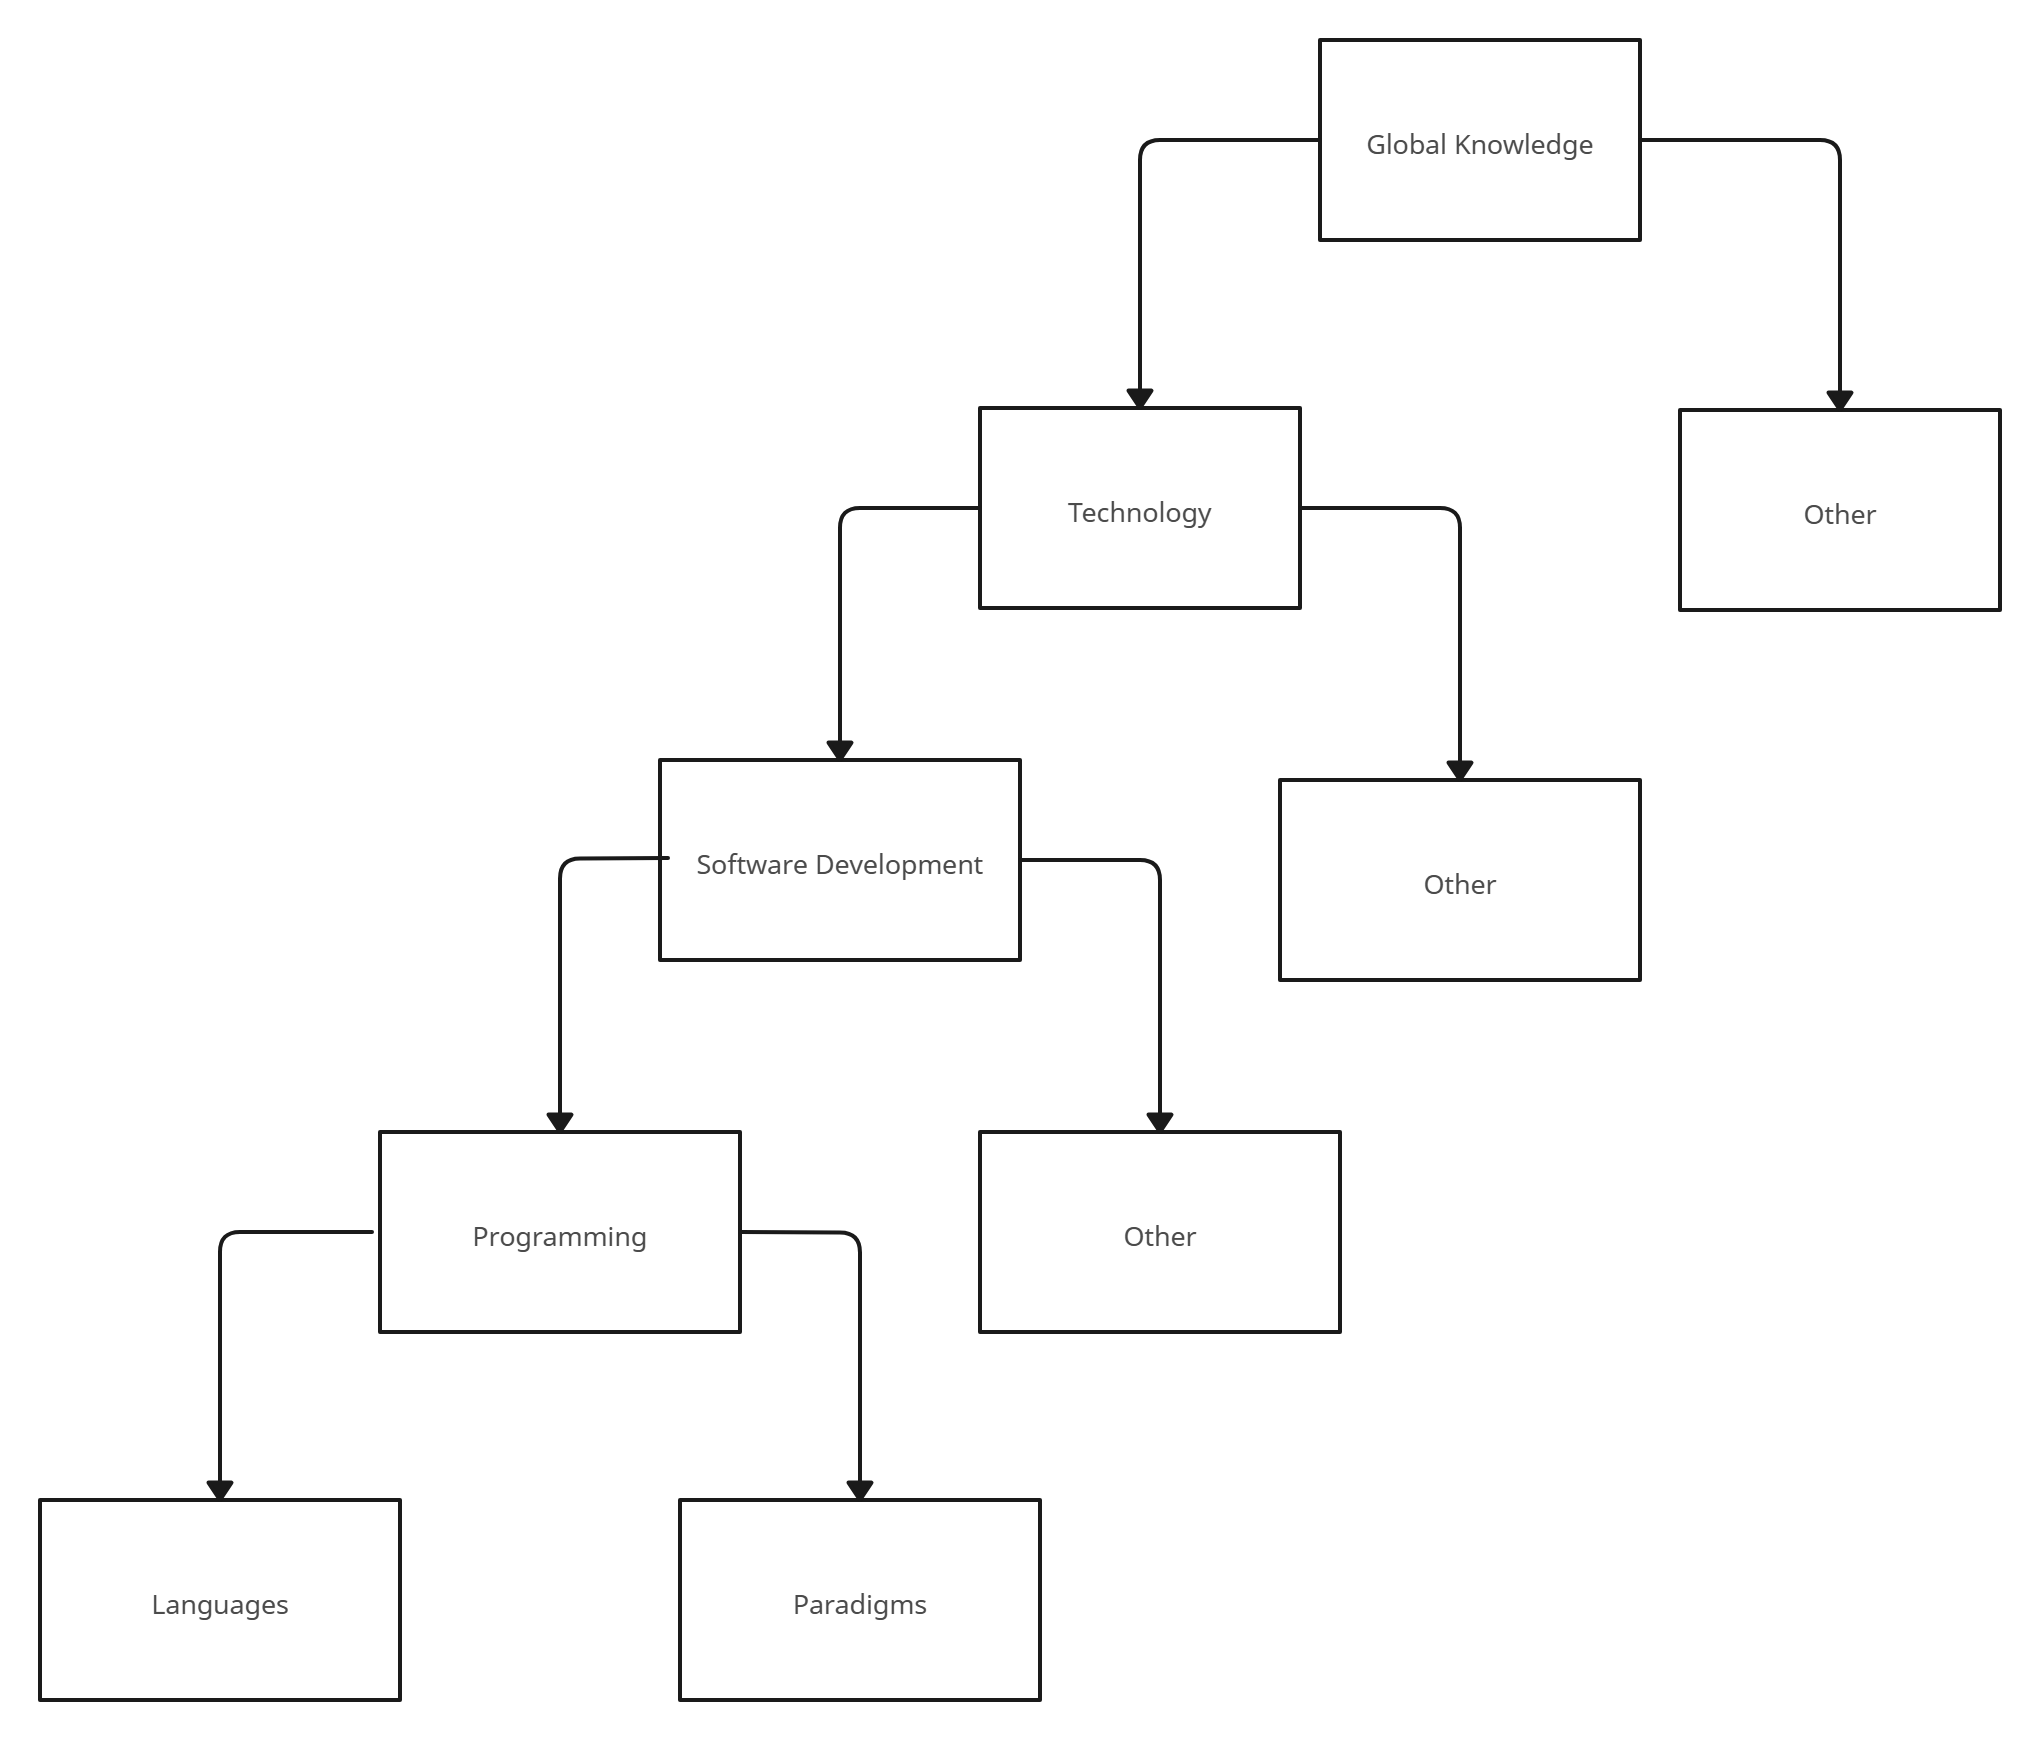 Global Knowledge
Technology
Other
Software Development
Other
Programming
Other
Languages
Paradigms